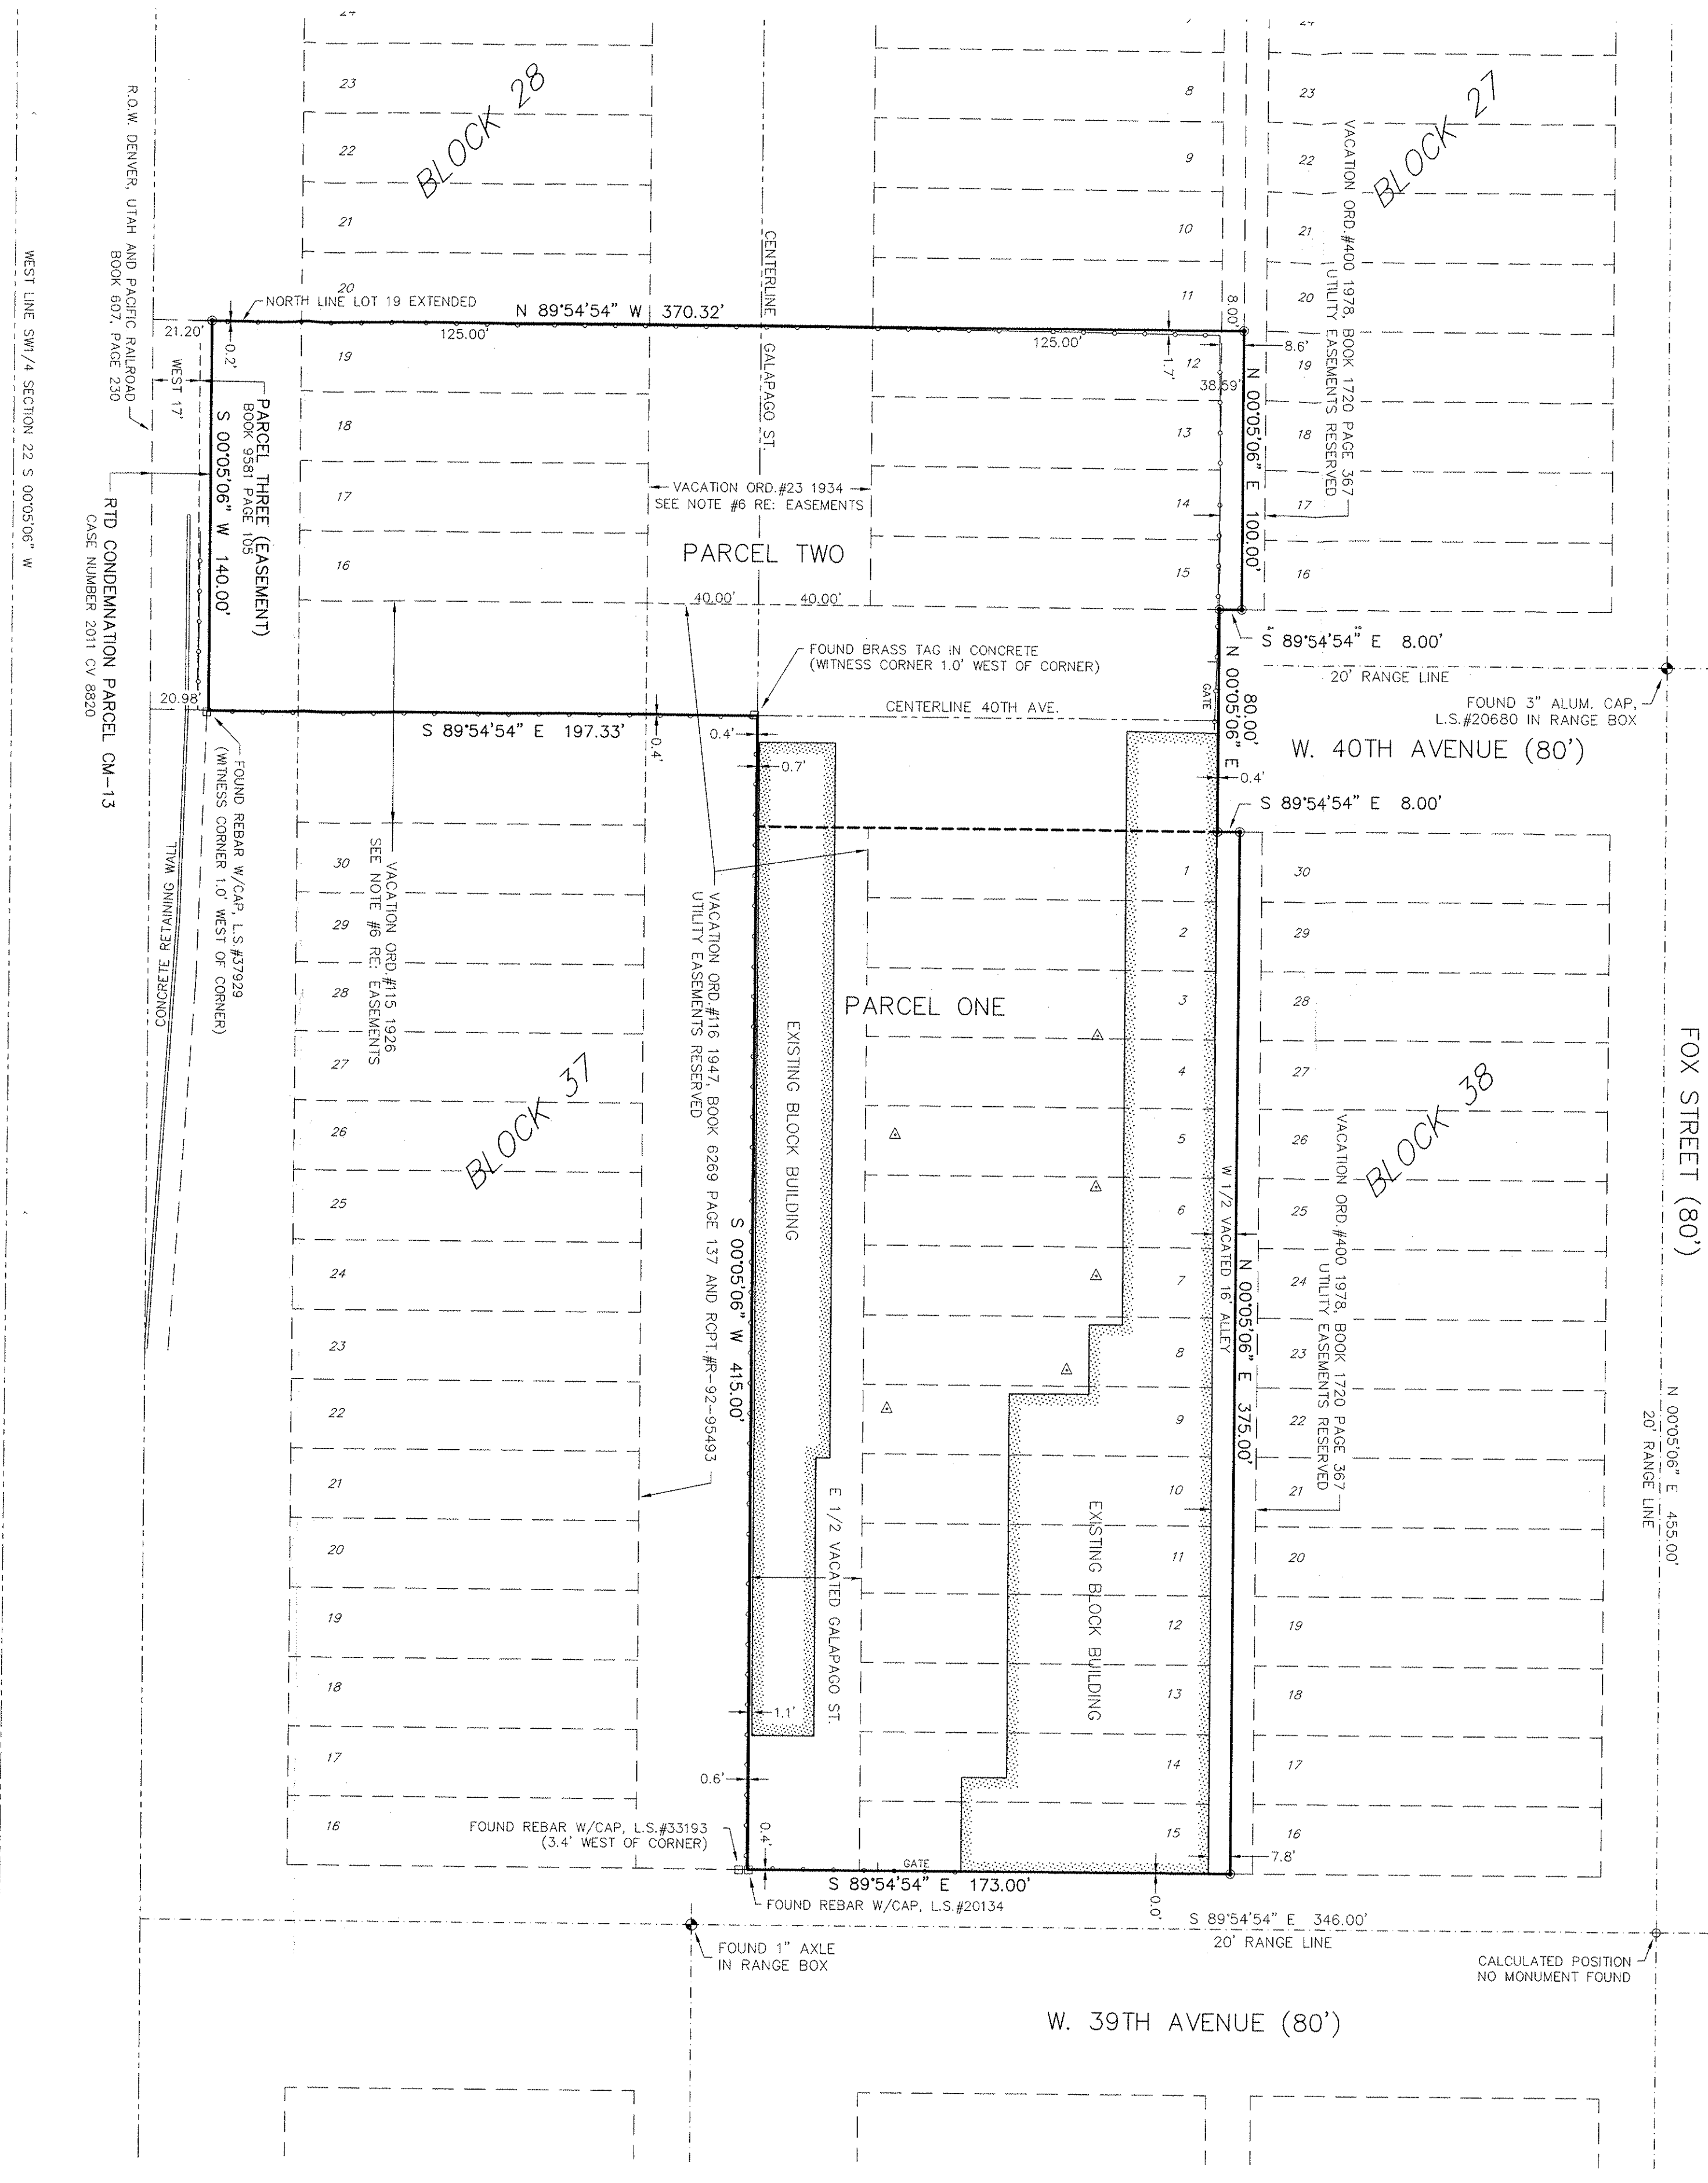 24
23
22
21
20
BLOCK 28
7
8
9
10
11
24
23
22
21
20
BLOCK 27
VACATION ORD.#400 1978, BOOK 1720 PAGE 367
UTILITY EASEMENTS RESERVED
R.O.W. DENVER, UTAH AND PACIFIC RAILROAD
BOOK 607, PAGE 230
WEST LINE SW1/4 SECTION 22 S 00°05'06" W
CENTERLINE GALAPAGO ST.
NORTH LINE LOT 19 EXTENDED
N 89°54'54" W 370.32'
21.20'
125.00'
125.00'
8.00'
8.6'
0.2'
1.7'
38.59'
WEST 17'
19
18
17
16
12
13
14
15
19
18
17
16
N 00°05'06" E 100.00'
PARCEL THREE (EASEMENT)
BOOK 9581 PAGE 105
S 00°05'06" W 140.00'
RTD CONDEMNATION PARCEL CM-13
CASE NUMBER 2011 CV 8820
VACATION ORD.#23 1934
SEE NOTE #6 RE: EASEMENTS
PARCEL TWO
40.00'
40.00'
S 89°54'54" E 8.00'
20' RANGE LINE
FOUND 3" ALUM. CAP,
L.S.#20680 IN RANGE BOX
W. 40TH AVENUE (80')
FOUND BRASS TAG IN CONCRETE
(WITNESS CORNER 1.0' WEST OF CORNER)
GATE
80.00'
N 00°05'06" E
20.98'
CENTERLINE 40TH AVE.
S 89°54'54" E 197.33'
0.4'
0.4'
0.7'
0.4'
S 89°54'54" E 8.00'
FOUND REBAR W/CAP, L.S.#37929
(WITNESS CORNER 1.0' WEST OF CORNER)
CONCRETE RETAINING WALL
VACATION ORD.#115 1926
SEE NOTE #6 RE: EASEMENTS
VACATION ORD.#116 1947, BOOK 6269 PAGE 137 AND RCPT.#R-92-95493
UTILITY EASEMENTS RESERVED
30
29
28
27
26
25
24
23
22
21
20
19
18
17
16
BLOCK 37
PARCEL ONE
EXISTING BLOCK BUILDING
S 00°05'06" W 415.00'
E 1/2 VACATED GALAPAGO ST.
1
2
3
4
5
6
7
8
9
10
11
12
13
14
15
EXISTING BLOCK BUILDING
W 1/2 VACATED 16' ALLEY
N 00°05'06" E 375.00'
30
29
28
27
26
25
24
23
22
21
20
19
18
17
16
BLOCK 38
VACATION ORD.#400 1978, BOOK 1720 PAGE 367
UTILITY EASEMENTS RESERVED
FOX STREET (80')
N 00°05'06" E 455.00'
20' RANGE LINE
1.1'
0.6'
0.4'
FOUND REBAR W/CAP, L.S.#33193
(3.4' WEST OF CORNER)
GATE
7.8'
S 89°54'54" E 173.00'
0.0'
FOUND REBAR W/CAP, L.S.#20134
S 89°54'54" E 346.00'
20' RANGE LINE
FOUND 1" AXLE
IN RANGE BOX
CALCULATED POSITION
NO MONUMENT FOUND
W. 39TH AVENUE (80')